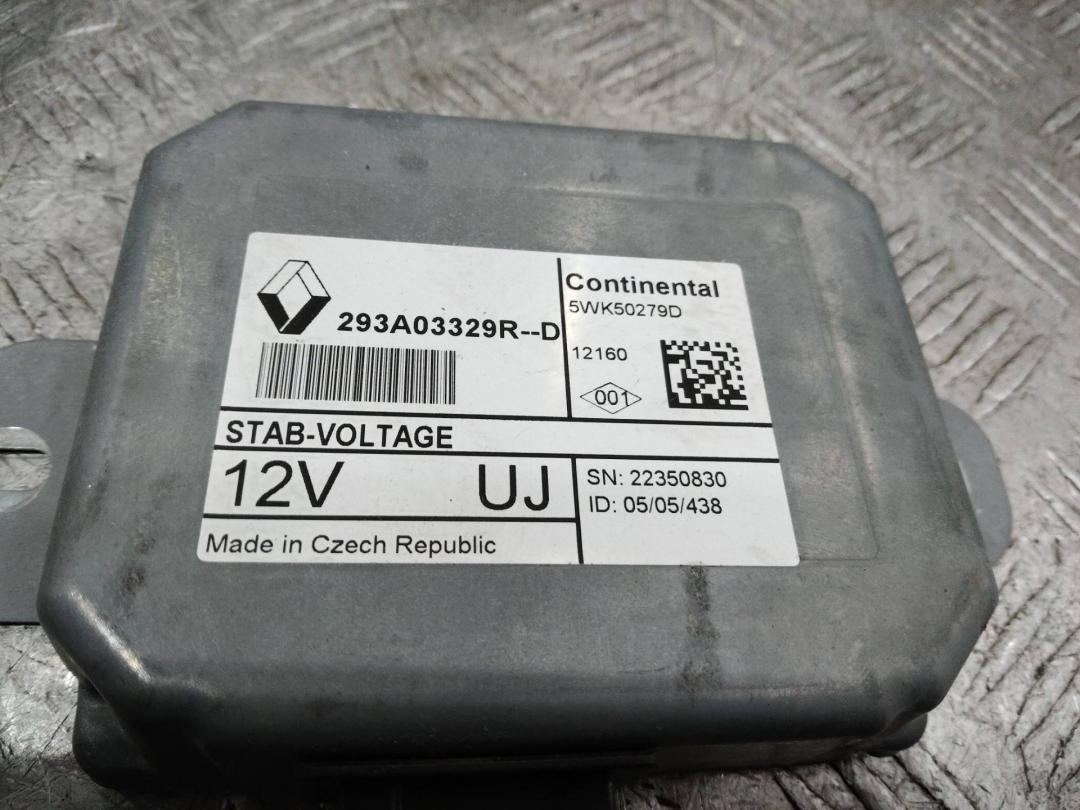 293A03329R--D
Continental
5WK50279D
12160
001
STAB-VOLTAGE
12V UJ
SN: 22350830
ID: 05/05/438
Made in Czech Republic